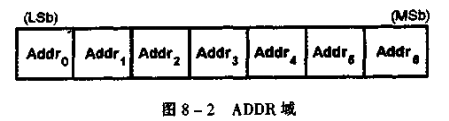 (LSb) (MSb)
Addr0 Addr1 Addr2 Addr3 Addr4 Addr5 Addr6
图 8-2 ADDR 域